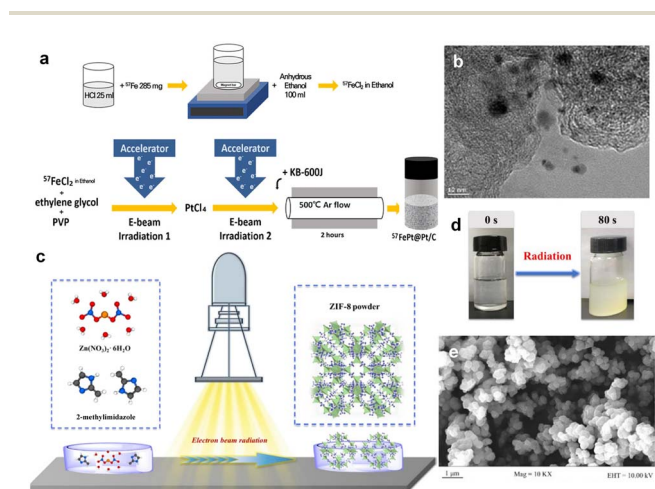 a
HCl 25 ml
+ ⁵⁷Fe 285 mg
Magnet bar
+ Anhydrous
Ethanol
100 ml
⁵⁷FeCl₂ in Ethanol
Accelerator
e⁻ e⁻ e⁻ e⁻ e⁻
Accelerator
e⁻ e⁻ e⁻ e⁻ e⁻
+ KB-600J
⁵⁷FeCl₂ in Ethanol
+
ethylene glycol
+
PVP
E-beam
Irradiation 1
PtCl₄
E-beam
Irradiation 2
500℃ Ar flow
2 hours
⁵⁷FePt@Pt/C
b
10 nm
c
Zn(NO₃)₂· 6H₂O
2-methylimidazole
Electron beam radiation
ZIF-8 powder
d
0 s
Radiation
80 s
e
1 μm
Mag = 10 KX
EHT = 10.00 kV